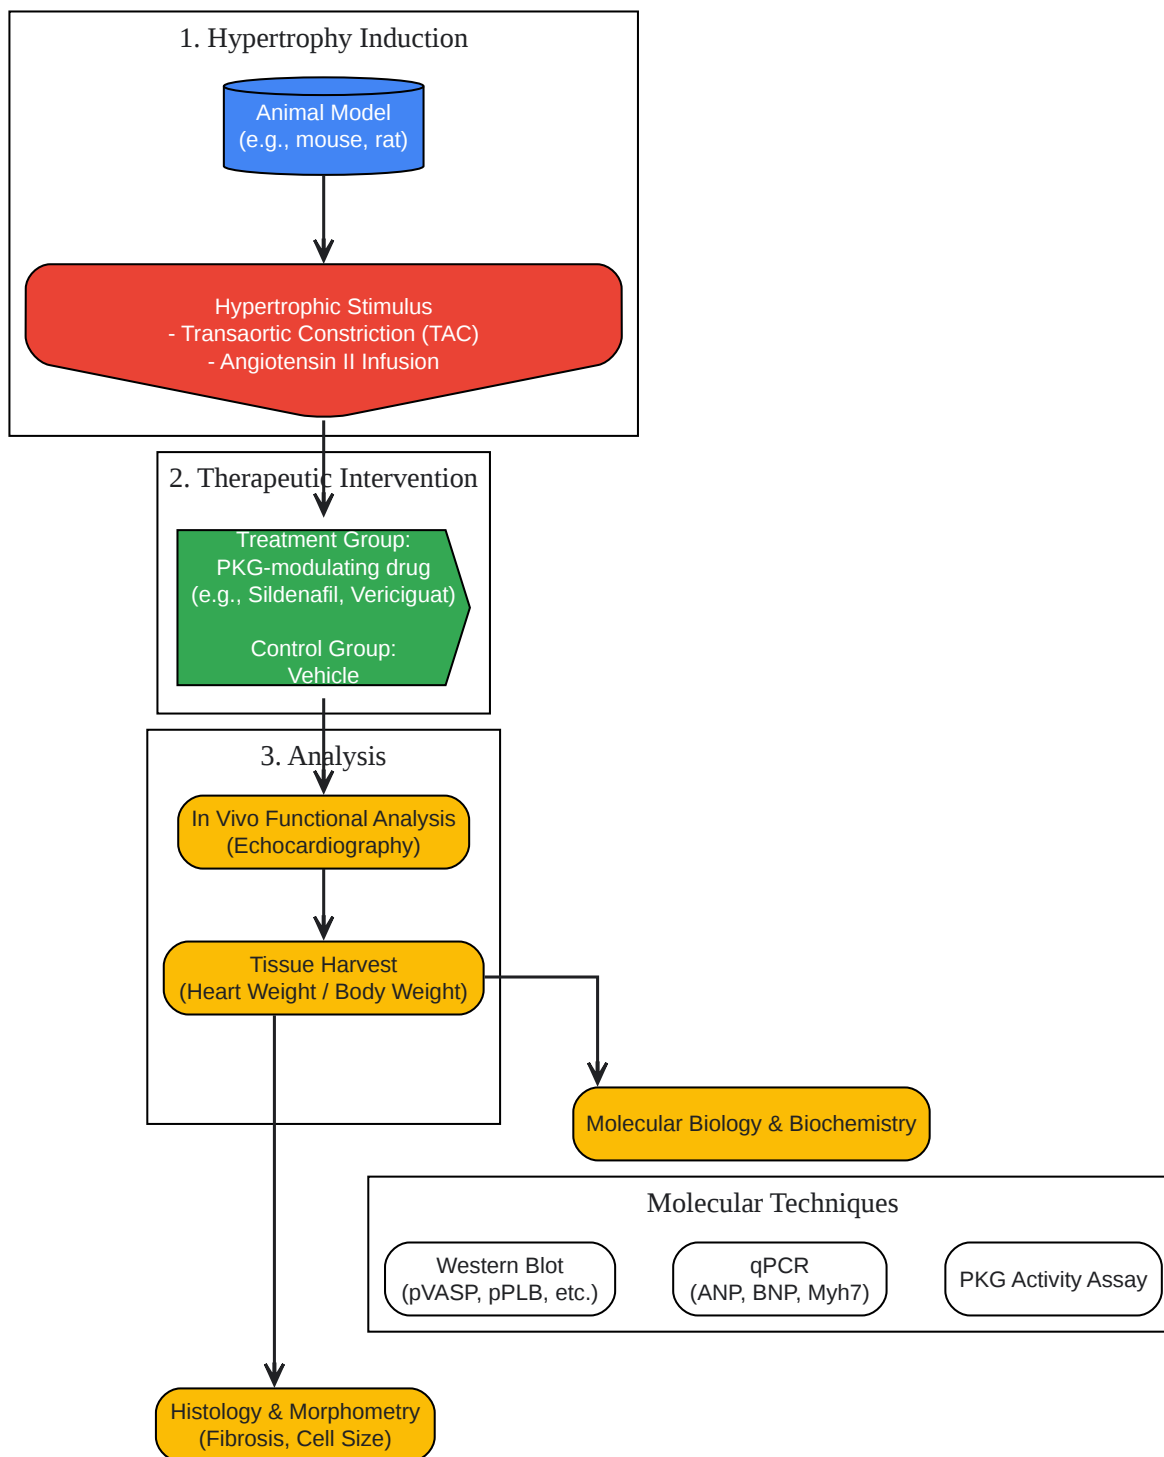 1. Hypertrophy Induction
Animal Model
(e.g., mouse, rat)
Hypertrophic Stimulus
- Transaortic Constriction (TAC)
- Angiotensin II Infusion
2. Therapeutic Intervention
Treatment Group:
PKG-modulating drug
(e.g., Sildenafil, Vericiguat)
Control Group:
Vehicle
3. Analysis
In Vivo Functional Analysis
(Echocardiography)
Tissue Harvest
(Heart Weight / Body Weight)
Molecular Biology & Biochemistry
Molecular Techniques
Western Blot
(pVASP, pPLB, etc.)
qPCR
(ANP, BNP, Myh7)
PKG Activity Assay
Histology & Morphometry
(Fibrosis, Cell Size)